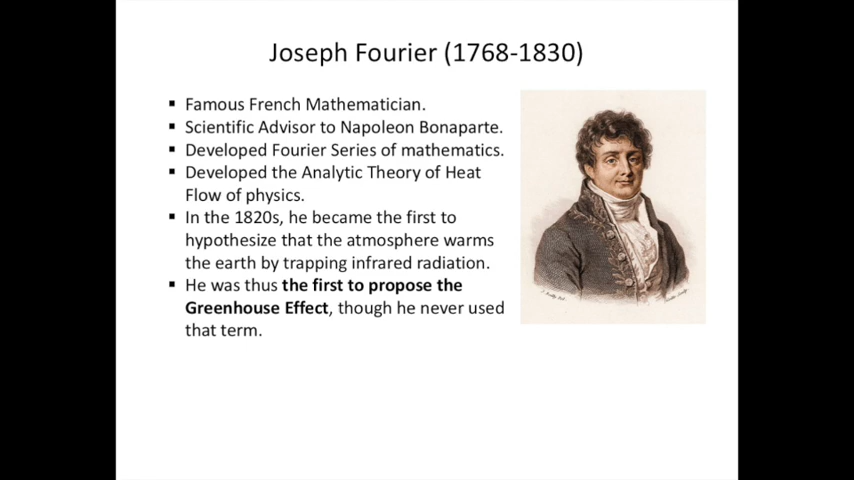 Joseph Fourier (1768-1830)
▪ Famous French Mathematician.
▪ Scientific Advisor to Napoleon Bonaparte.
▪ Developed Fourier Series of mathematics.
▪ Developed the Analytic Theory of Heat
Flow of physics.
▪ In the 1820s, he became the first to
hypothesize that the atmosphere warms
the earth by trapping infrared radiation.
▪ He was thus the first to propose the
Greenhouse Effect, though he never used
that term.